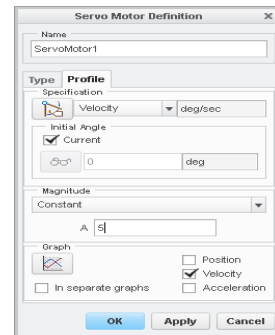 Servo Motor Definition
Name
ServoMotor1
Type Profile
Specification
Velocity deg/sec
Initial Angle
Current
0 deg
Magnitude
Constant
A 5
Graph
Position
Velocity
In separate graphs Acceleration
OK Apply Cancel